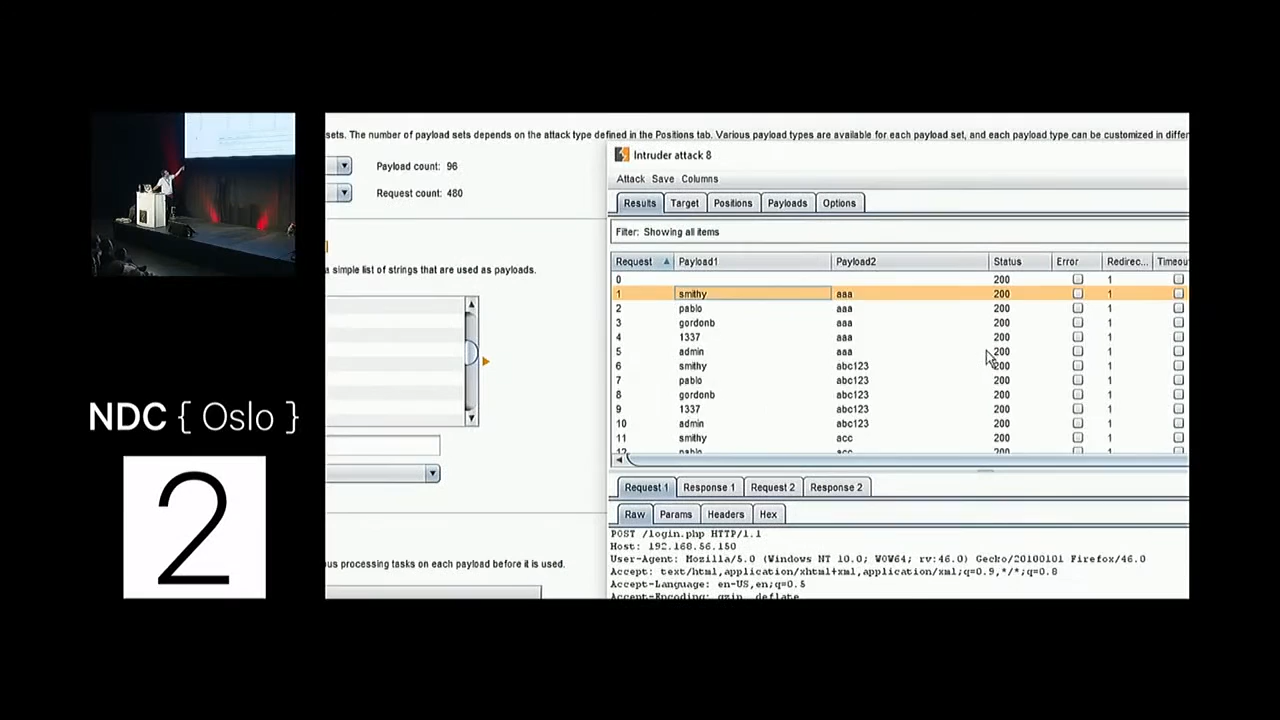 sets. The number of payload sets depends on the attack type defined in the Positions tab. Various payload types are available for each payload set, and each payload type can be customized in differ
Payload count: 96
Request count: 480
a simple list of strings that are used as payloads.
us processing tasks on each payload before it is used.
Intruder attack 8
Attack Save Columns
Results Target Positions Payloads Options
Filter: Showing all items
Request Payload1 Payload2 Status Error Redirec... Timeou
0 200 1
1 smithy aaa 200 1
2 pablo aaa 200 1
3 gordonb aaa 200 1
4 1337 aaa 200 1
5 admin aaa 200 1
6 smithy abc123 200 1
7 pablo abc123 200 1
8 gordonb abc123 200 1
9 1337 abc123 200 1
10 admin abc123 200 1
11 smithy acc 200 1
12 pablo acc 200 1
Request 1 Response 1 Request 2 Response 2
Raw Params Headers Hex
POST /login.php HTTP/1.1
Host: 192.168.56.150
User-Agent: Mozilla/5.0 (Windows NT 10.0; WOW64; rv:46.0) Gecko/20100101 Firefox/46.0
Accept: text/html,application/xhtml+xml,application/xml;q=0.9,*/*;q=0.8
Accept-Language: en-US,en;q=0.5
Accept-Encoding: gzip, deflate
NDC { Oslo }
2